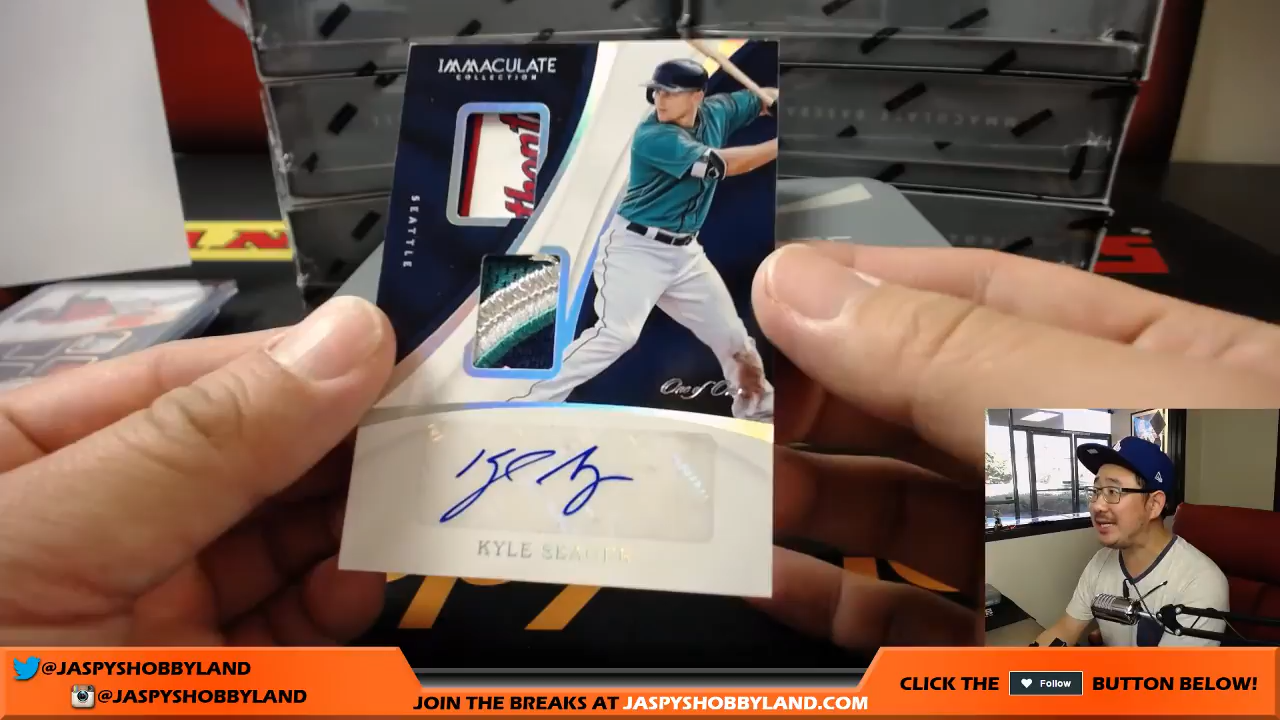 IMMACULATE
COLLECTION
SEATTLE
One of One
KYLE SEAGER
@JASPYSHOBBYLAND
@JASPYSHOBBYLAND
JOIN THE BREAKS AT JASPYSHOBBYLAND.COM
CLICK THE Follow BUTTON BELOW!